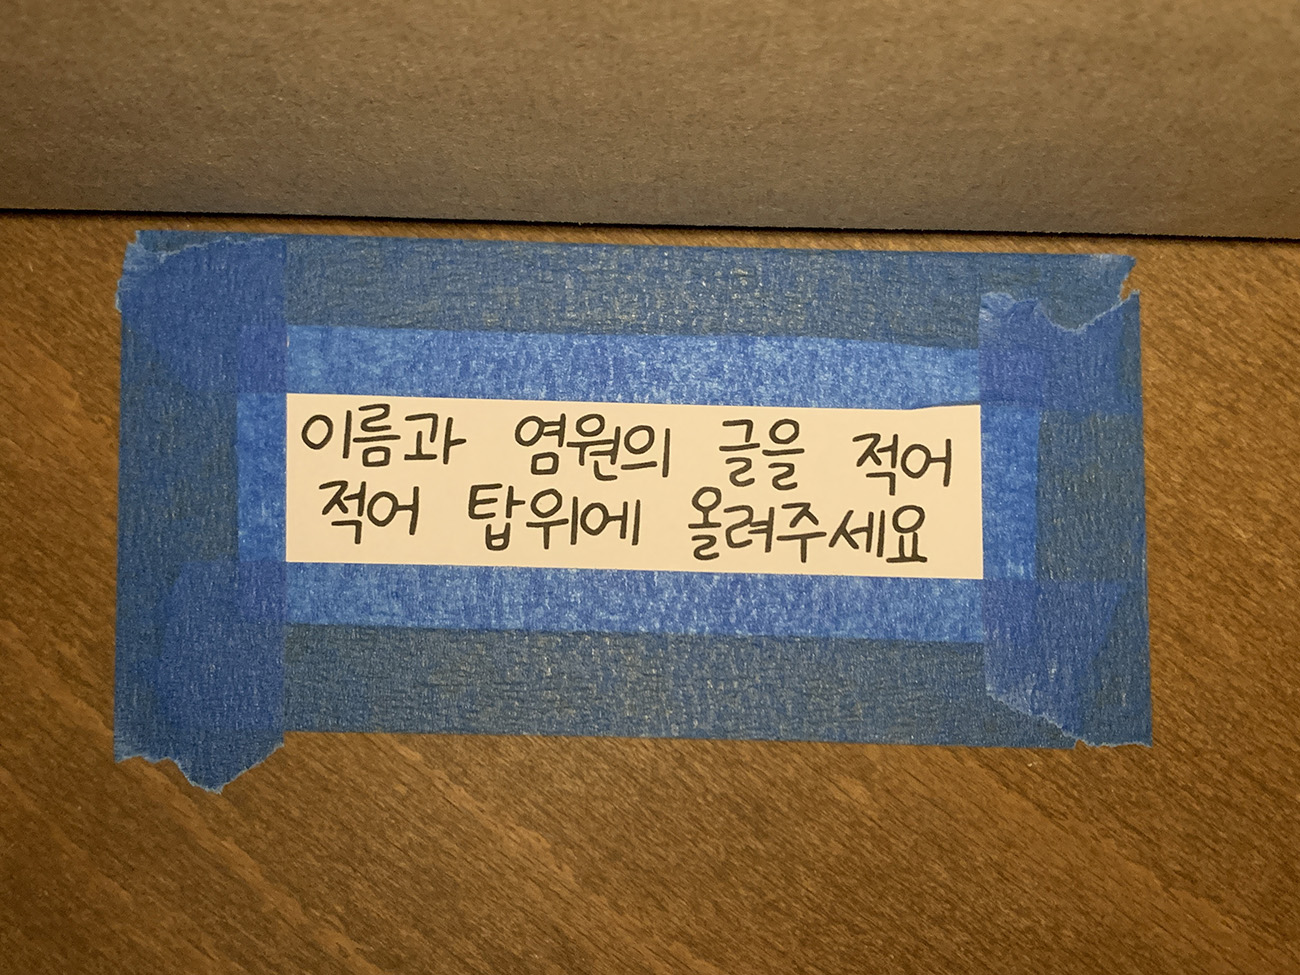 이름과 염원의 글을 적어
적어 탑위에 올려주세요